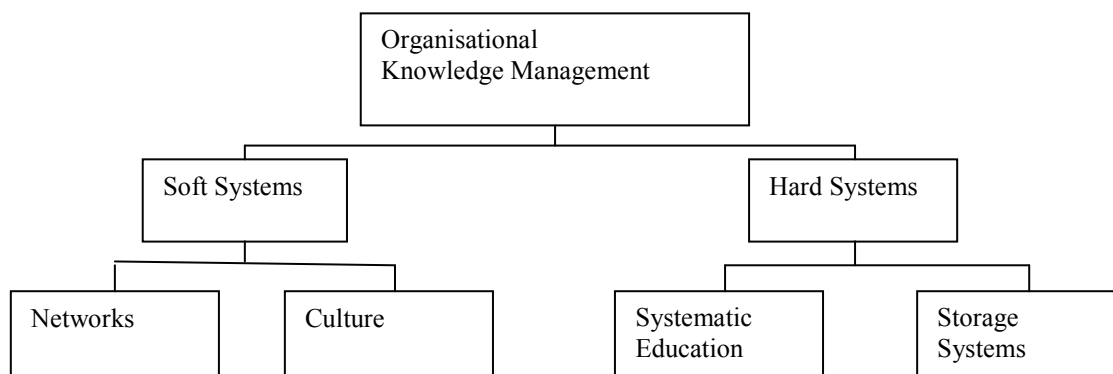 Organisational
Knowledge Management
Soft Systems
Hard Systems
Networks
Culture
Systematic
Education
Storage
Systems